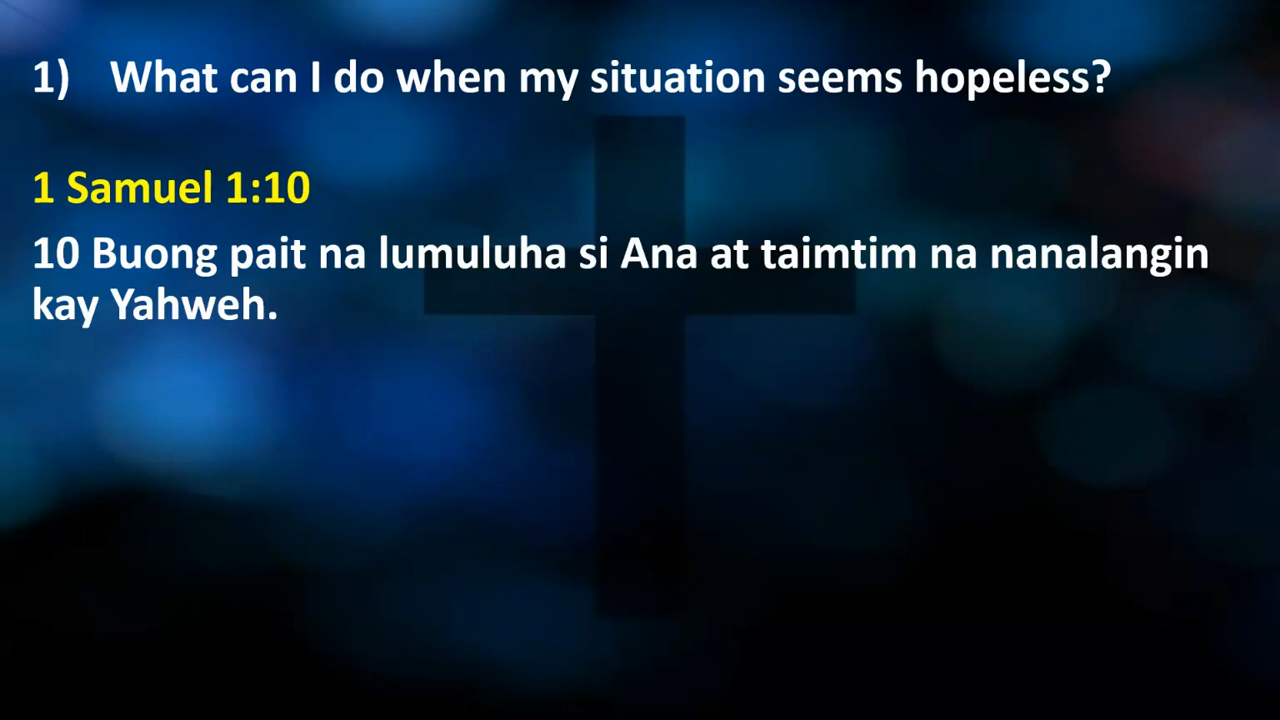 1) What can I do when my situation seems hopeless?
1 Samuel 1:10
10 Buong pait na lumuluha si Ana at taimtim na nanalangin
kay Yahweh.